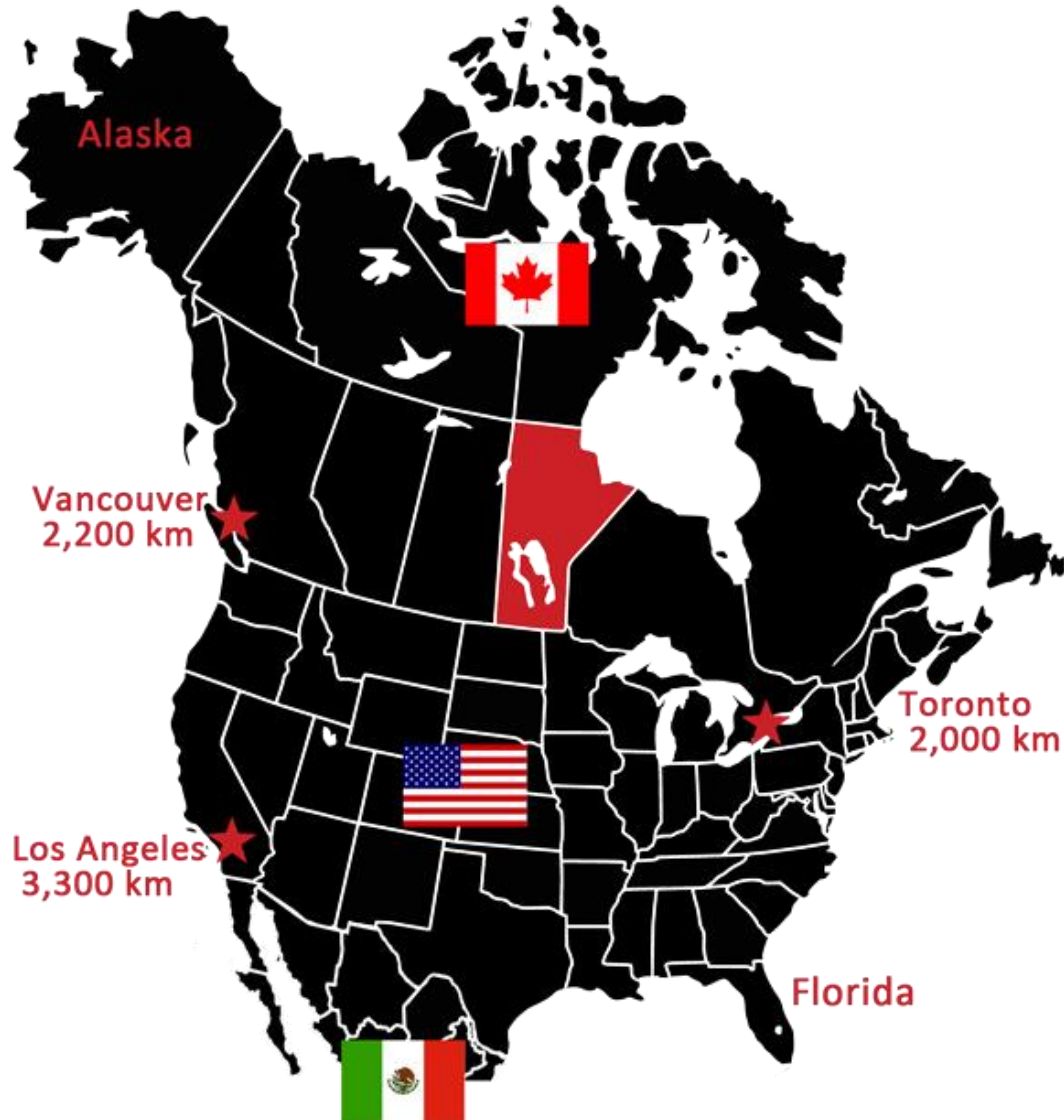 Alaska
Vancouver
2,200 km
Toronto
2,000 km
Los Angeles
3,300 km
Florida